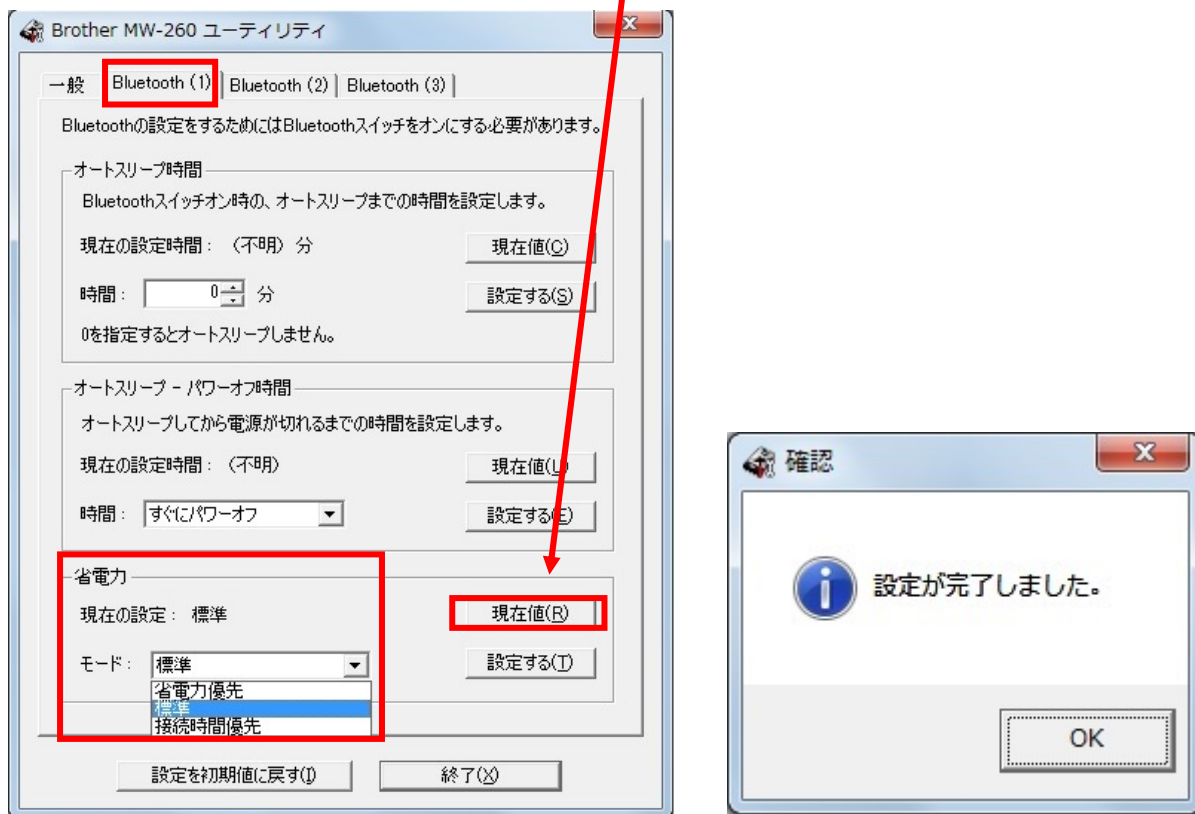 Brother MW-260 ユーティリティ
一般 Bluetooth (1) Bluetooth (2) Bluetooth (3)
Bluetoothの設定をするためにはBluetoothスイッチをオンにする必要があります。
オートスリープ時間
Bluetoothスイッチオン時の、オートスリープまでの時間を設定します。
現在の設定時間： （不明） 分 現在値(C)
時間： 0 分 設定する(S)
0を指定するとオートスリープしません。
オートスリープ - パワーオフ時間
オートスリープしてから電源が切れるまでの時間を設定します。
現在の設定時間： （不明） 現在値(L)
時間： すぐにパワーオフ 設定する(E)
省電力
現在の設定： 標準 現在値(R)
モード： 標準 設定する(T)
省電力優先
標準
接続時間優先
設定を初期値に戻す(I) 終了(X)
確認
設定が完了しました。
OK